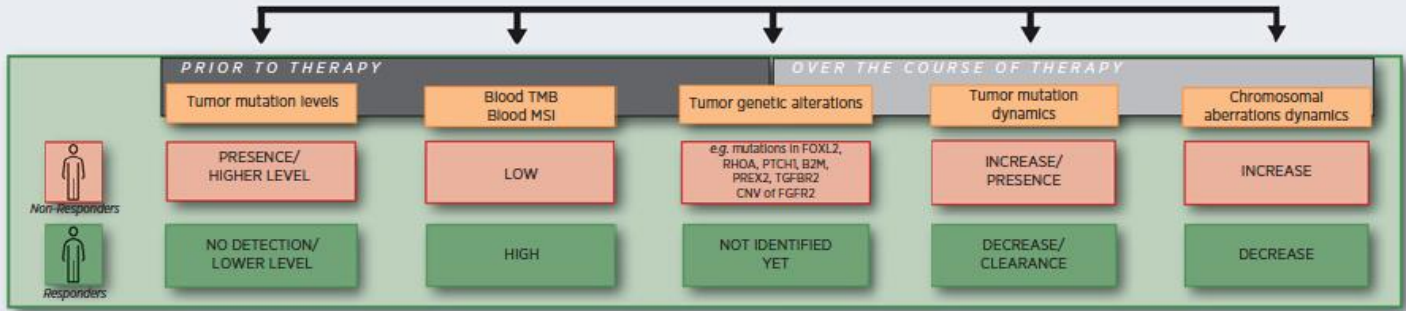 PRIOR TO THERAPY
OVER THE COURSE OF THERAPY
Tumor mutation levels
Blood TMB
Blood MSI
Tumor genetic alterations
Tumor mutation
dynamics
Chromosomal
aberrations dynamics
Non-Responders
PRESENCE/
HIGHER LEVEL
LOW
e.g. mutations in FOXL2,
RHOA, PTCH1, B2M,
PREX2, TGFBR2
CNV of FGFR2
INCREASE/
PRESENCE
INCREASE
Responders
NO DETECTION/
LOWER LEVEL
HIGH
NOT IDENTIFIED
YET
DECREASE/
CLEARANCE
DECREASE